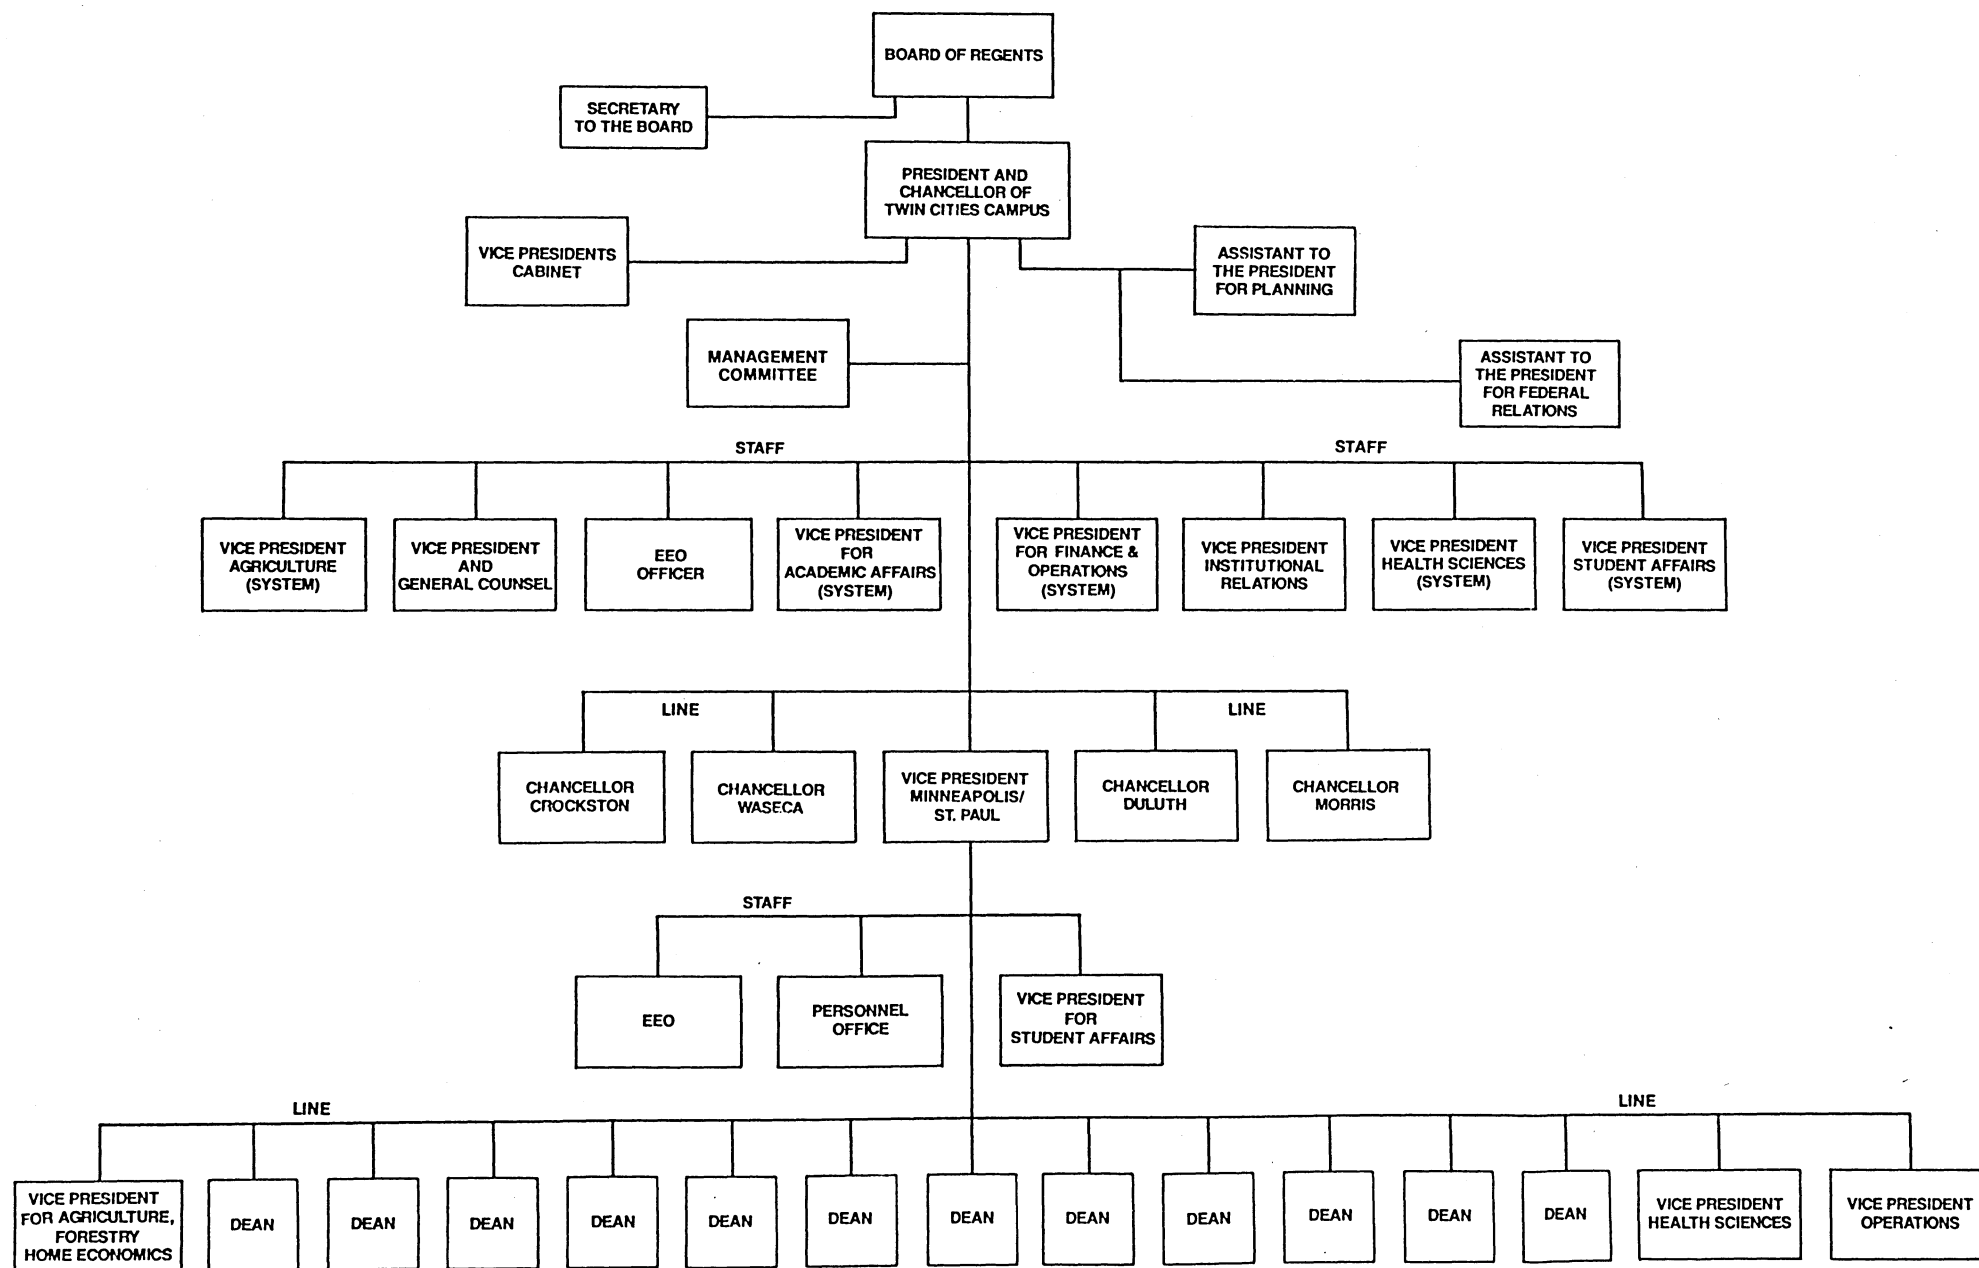 BOARD OF REGENTS
SECRETARY
TO THE BOARD
PRESIDENT AND
CHANCELLOR OF
TWIN CITIES CAMPUS
VICE PRESIDENTS
CABINET
ASSISTANT TO
THE PRESIDENT
FOR PLANNING
MANAGEMENT
COMMITTEE
ASSISTANT TO
THE PRESIDENT
FOR FEDERAL
RELATIONS
STAFF
STAFF
VICE PRESIDENT
AGRICULTURE
(SYSTEM)
VICE PRESIDENT
AND
GENERAL COUNSEL
EEO
OFFICER
VICE PRESIDENT
FOR
ACADEMIC AFFAIRS
(SYSTEM)
VICE PRESIDENT
FOR FINANCE &
OPERATIONS
(SYSTEM)
VICE PRESIDENT
INSTITUTIONAL
RELATIONS
VICE PRESIDENT
HEALTH SCIENCES
(SYSTEM)
VICE PRESIDENT
STUDENT AFFAIRS
(SYSTEM)
LINE
LINE
CHANCELLOR
CROCKSTON
CHANCELLOR
WASECA
VICE PRESIDENT
MINNEAPOLIS/
ST. PAUL
CHANCELLOR
DULUTH
CHANCELLOR
MORRIS
STAFF
EEO
PERSONNEL
OFFICE
VICE PRESIDENT
FOR
STUDENT AFFAIRS
LINE
LINE
VICE PRESIDENT
FOR AGRICULTURE,
FORESTRY
HOME ECONOMICS
DEAN
DEAN
DEAN
DEAN
DEAN
DEAN
DEAN
DEAN
DEAN
DEAN
DEAN
DEAN
VICE PRESIDENT
HEALTH SCIENCES
VICE PRESIDENT
OPERATIONS